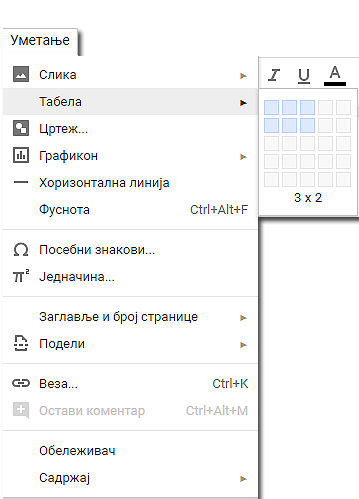 Уметање
Слика
I U A
Табела
Цртеж...
Графикон
3 x 2
Хоризонтална линија
Фуснота Ctrl+Alt+F
Ω Посебни знакови...
π² Једначина...
Заглавље и број странице
Подели
Веза... Ctrl+K
Остави коментар Ctrl+Alt+M
Обележивач
Садржај